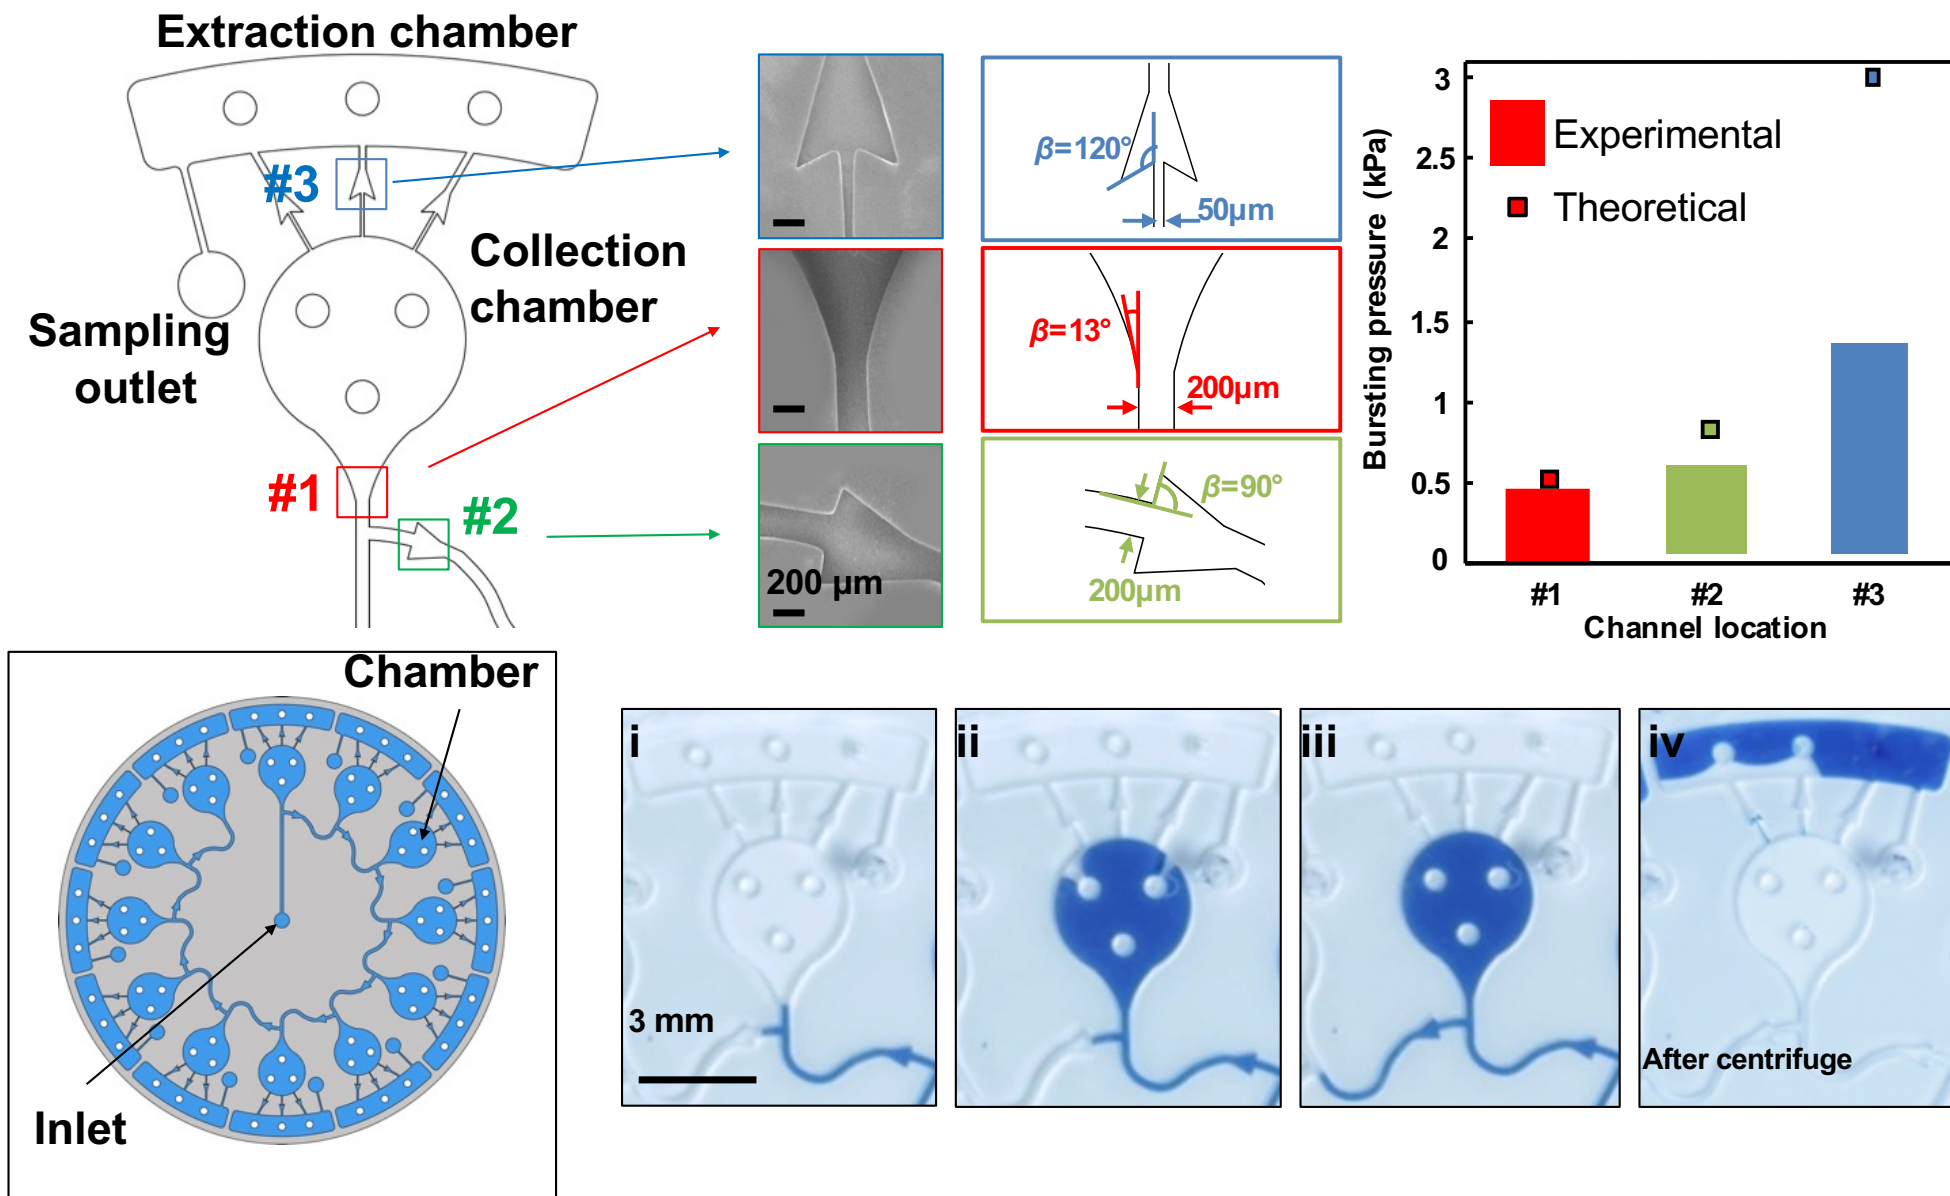 Extraction chamber
#3
Collection
chamber
Sampling
outlet
#1
#2
200 µm
β=120°
50µm
β=13°
200µm
β=90°
200µm
Bursting pressure (kPa)
3
2.5
2
1.5
1
0.5
0
Experimental
Theoretical
#1
#2
#3
Channel location
Chamber
Inlet
i
3 mm
ii
iii
iv
After centrifuge